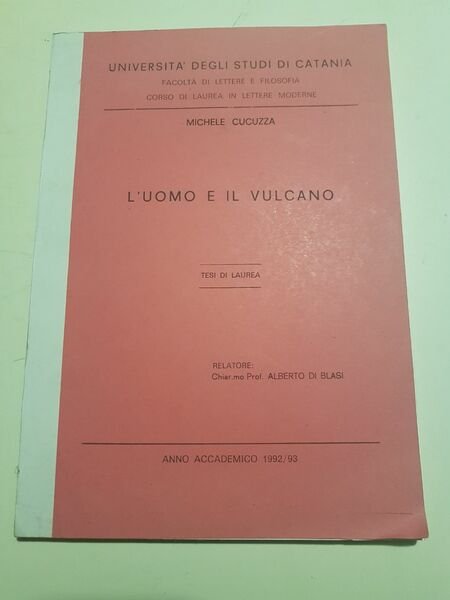 UNIVERSITA' DEGLI STUDI DI CATANIA
FACOLTÀ DI LETTERE E FILOSOFIA
CORSO DI LAUREA IN LETTERE MODERNE
MICHELE CUCUZZA
L'UOMO E IL VULCANO
TESI DI LAUREA
RELATORE:
Chiar.mo Prof. ALBERTO DI BLASI
ANNO ACCADEMICO 1992/93